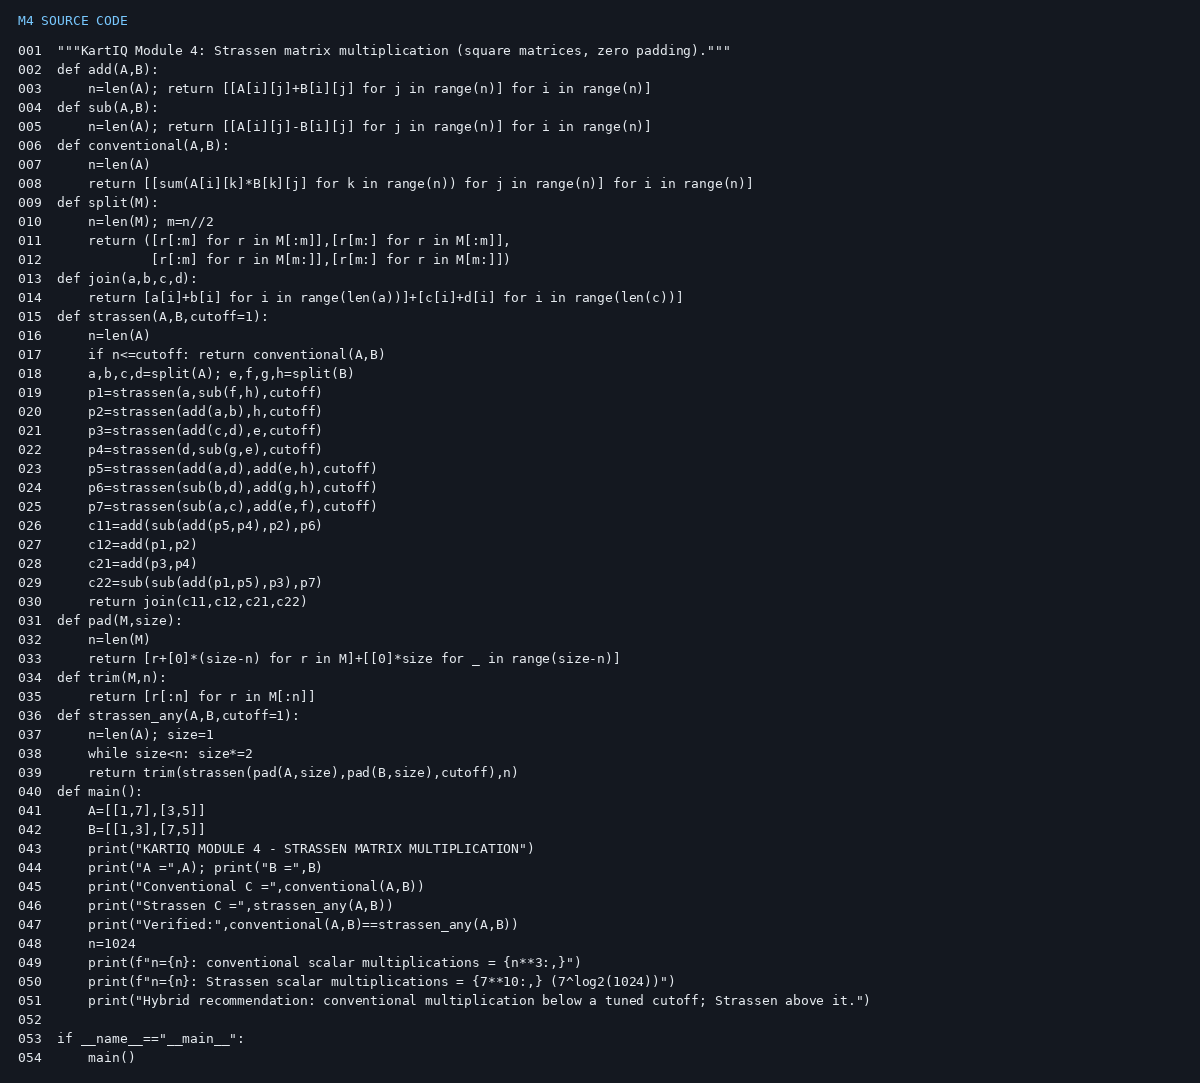 M4 SOURCE CODE
001  """KartIQ Module 4: Strassen matrix multiplication (square matrices, zero padding)."""
002  def add(A,B):
003      n=len(A); return [[A[i][j]+B[i][j] for j in range(n)] for i in range(n)]
004  def sub(A,B):
005      n=len(A); return [[A[i][j]-B[i][j] for j in range(n)] for i in range(n)]
006  def conventional(A,B):
007      n=len(A)
008      return [[sum(A[i][k]*B[k][j] for k in range(n)) for j in range(n)] for i in range(n)]
009  def split(M):
010      n=len(M); m=n//2
011      return ([r[:m] for r in M[:m]],[r[m:] for r in M[:m]],
012              [r[:m] for r in M[m:]],[r[m:] for r in M[m:]])
013  def join(a,b,c,d):
014      return [a[i]+b[i] for i in range(len(a))]+[c[i]+d[i] for i in range(len(c))]
015  def strassen(A,B,cutoff=1):
016      n=len(A)
017      if n<=cutoff: return conventional(A,B)
018      a,b,c,d=split(A); e,f,g,h=split(B)
019      p1=strassen(a,sub(f,h),cutoff)
020      p2=strassen(add(a,b),h,cutoff)
021      p3=strassen(add(c,d),e,cutoff)
022      p4=strassen(d,sub(g,e),cutoff)
023      p5=strassen(add(a,d),add(e,h),cutoff)
024      p6=strassen(sub(b,d),add(g,h),cutoff)
025      p7=strassen(sub(a,c),add(e,f),cutoff)
026      c11=add(sub(add(p5,p4),p2),p6)
027      c12=add(p1,p2)
028      c21=add(p3,p4)
029      c22=sub(sub(add(p1,p5),p3),p7)
030      return join(c11,c12,c21,c22)
031  def pad(M,size):
032      n=len(M)
033      return [r+[0]*(size-n) for r in M]+[[0]*size for _ in range(size-n)]
034  def trim(M,n):
035      return [r[:n] for r in M[:n]]
036  def strassen_any(A,B,cutoff=1):
037      n=len(A); size=1
038      while size<n: size*=2
039      return trim(strassen(pad(A,size),pad(B,size),cutoff),n)
040  def main():
041      A=[[1,7],[3,5]]
042      B=[[1,3],[7,5]]
043      print("KARTIQ MODULE 4 - STRASSEN MATRIX MULTIPLICATION")
044      print("A =",A); print("B =",B)
045      print("Conventional C =",conventional(A,B))
046      print("Strassen C =",strassen_any(A,B))
047      print("Verified:",conventional(A,B)==strassen_any(A,B))
048      n=1024
049      print(f"n={n}: conventional scalar multiplications = {n**3:,}")
050      print(f"n={n}: Strassen scalar multiplications = {7**10:,} (7^log2(1024))")
051      print("Hybrid recommendation: conventional multiplication below a tuned cutoff; Strassen above it.")
052
053  if __name__=="__main__":
054      main()